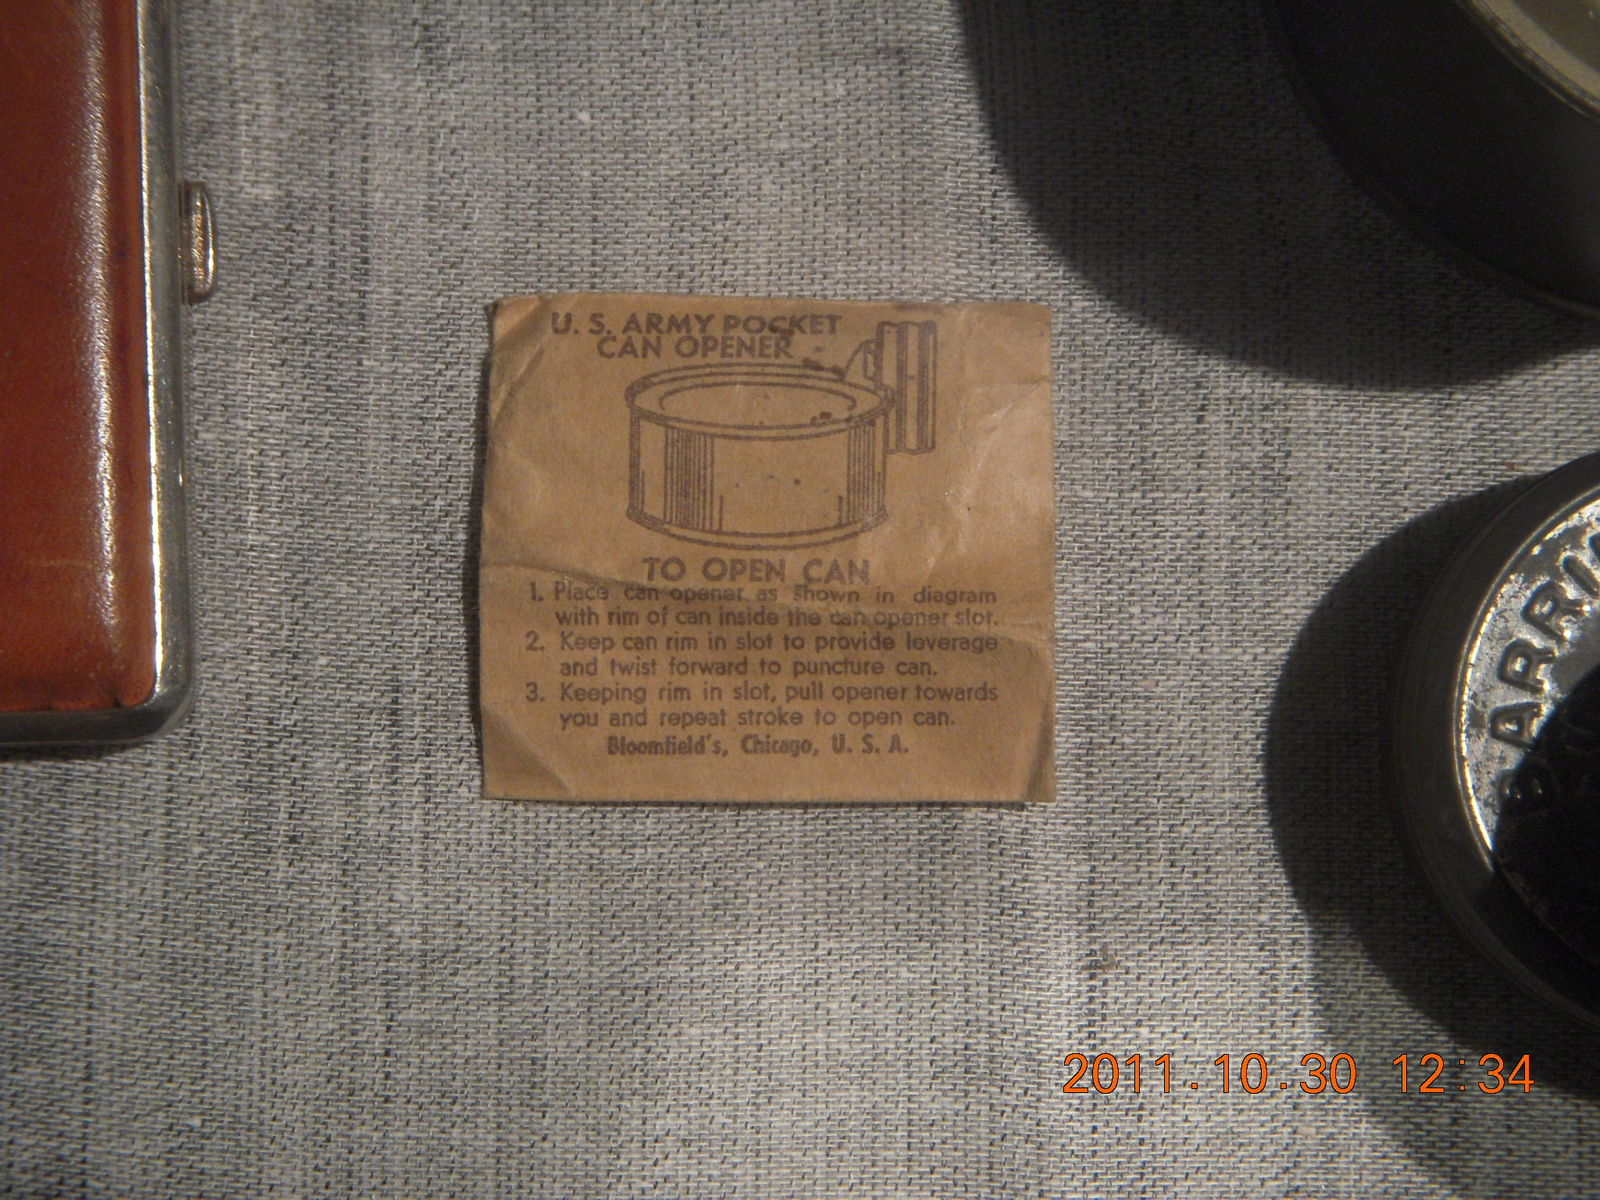 U. S. ARMY POCKET
CAN OPENER
TO OPEN CAN
1. Place can opener as shown in diagram
with rim of can inside the can opener slot.
2. Keep can rim in slot to provide leverage
and twist forward to puncture can.
3. Keeping rim in slot, pull opener towards
you and repeat stroke to open can.
Bloomfield's, Chicago, U. S. A.
2011.10.30 12:34